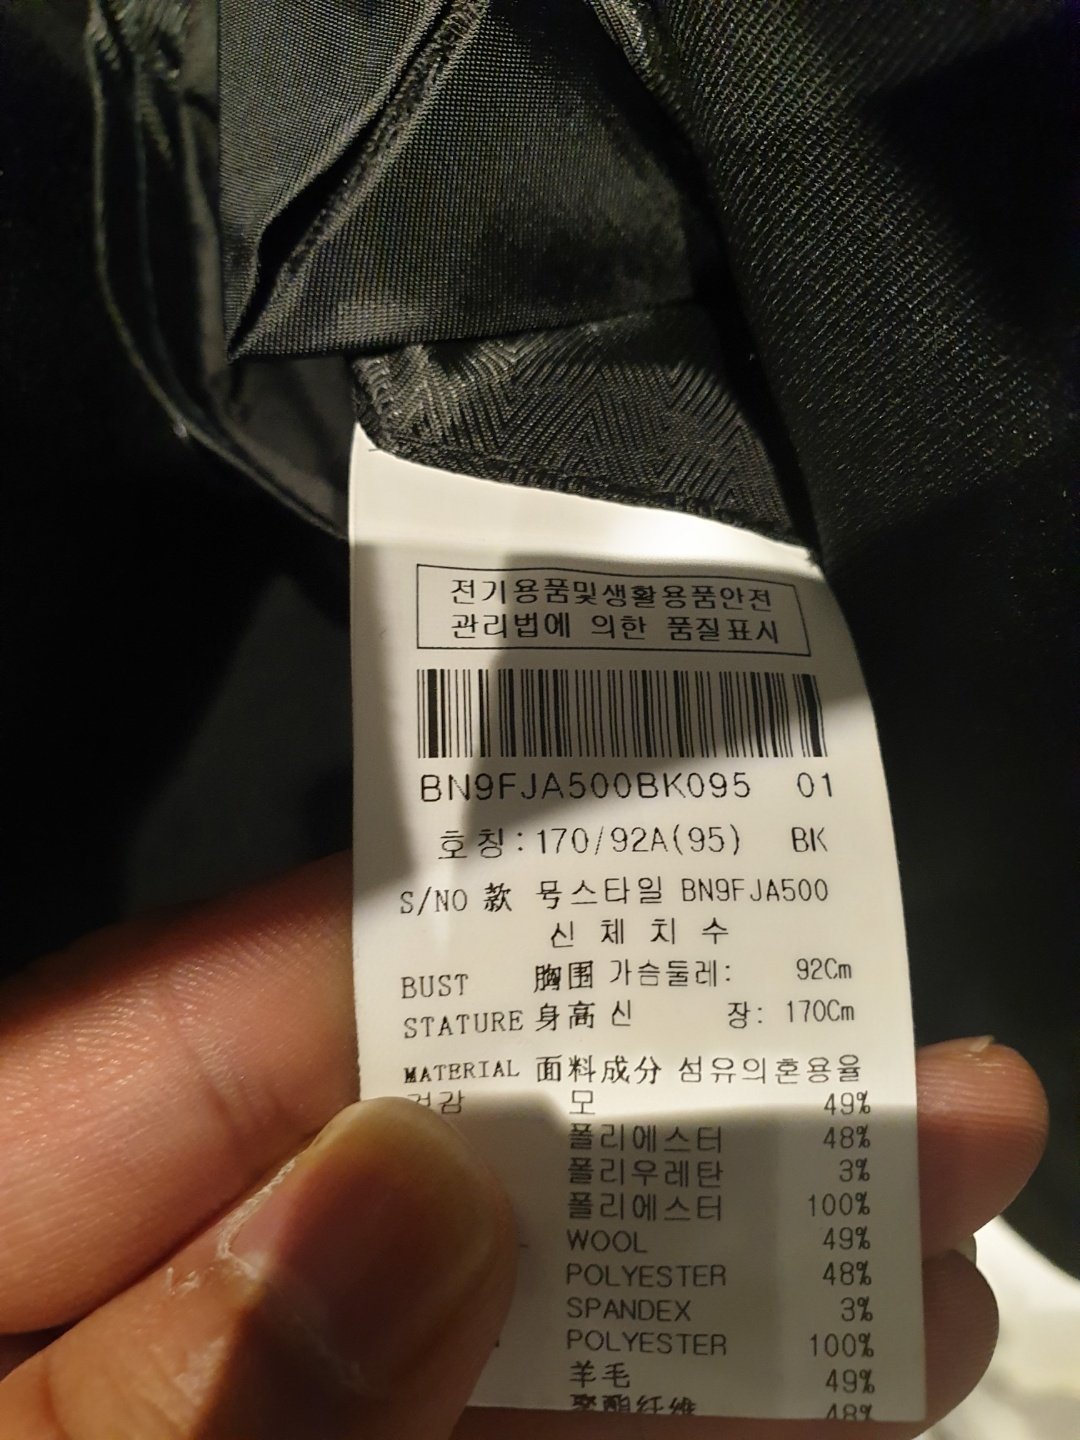 전기용품및생활용품안전
관리법에 의한 품질표시
BN9FJA500BK095 01
호칭:170/92A(95) BK
S/NO 款 号스타일 BN9FJA500
신 체 치 수
BUST 胸围 가슴둘레: 92Cm
STATURE 身高 신 장: 170Cm
MATERIAL 面料成分 섬유의혼용율
겉감 모 49%
폴리에스터 48%
폴리우레탄 3%
폴리에스터 100%
WOOL 49%
POLYESTER 48%
SPANDEX 3%
POLYESTER 100%
羊毛 49%
48%